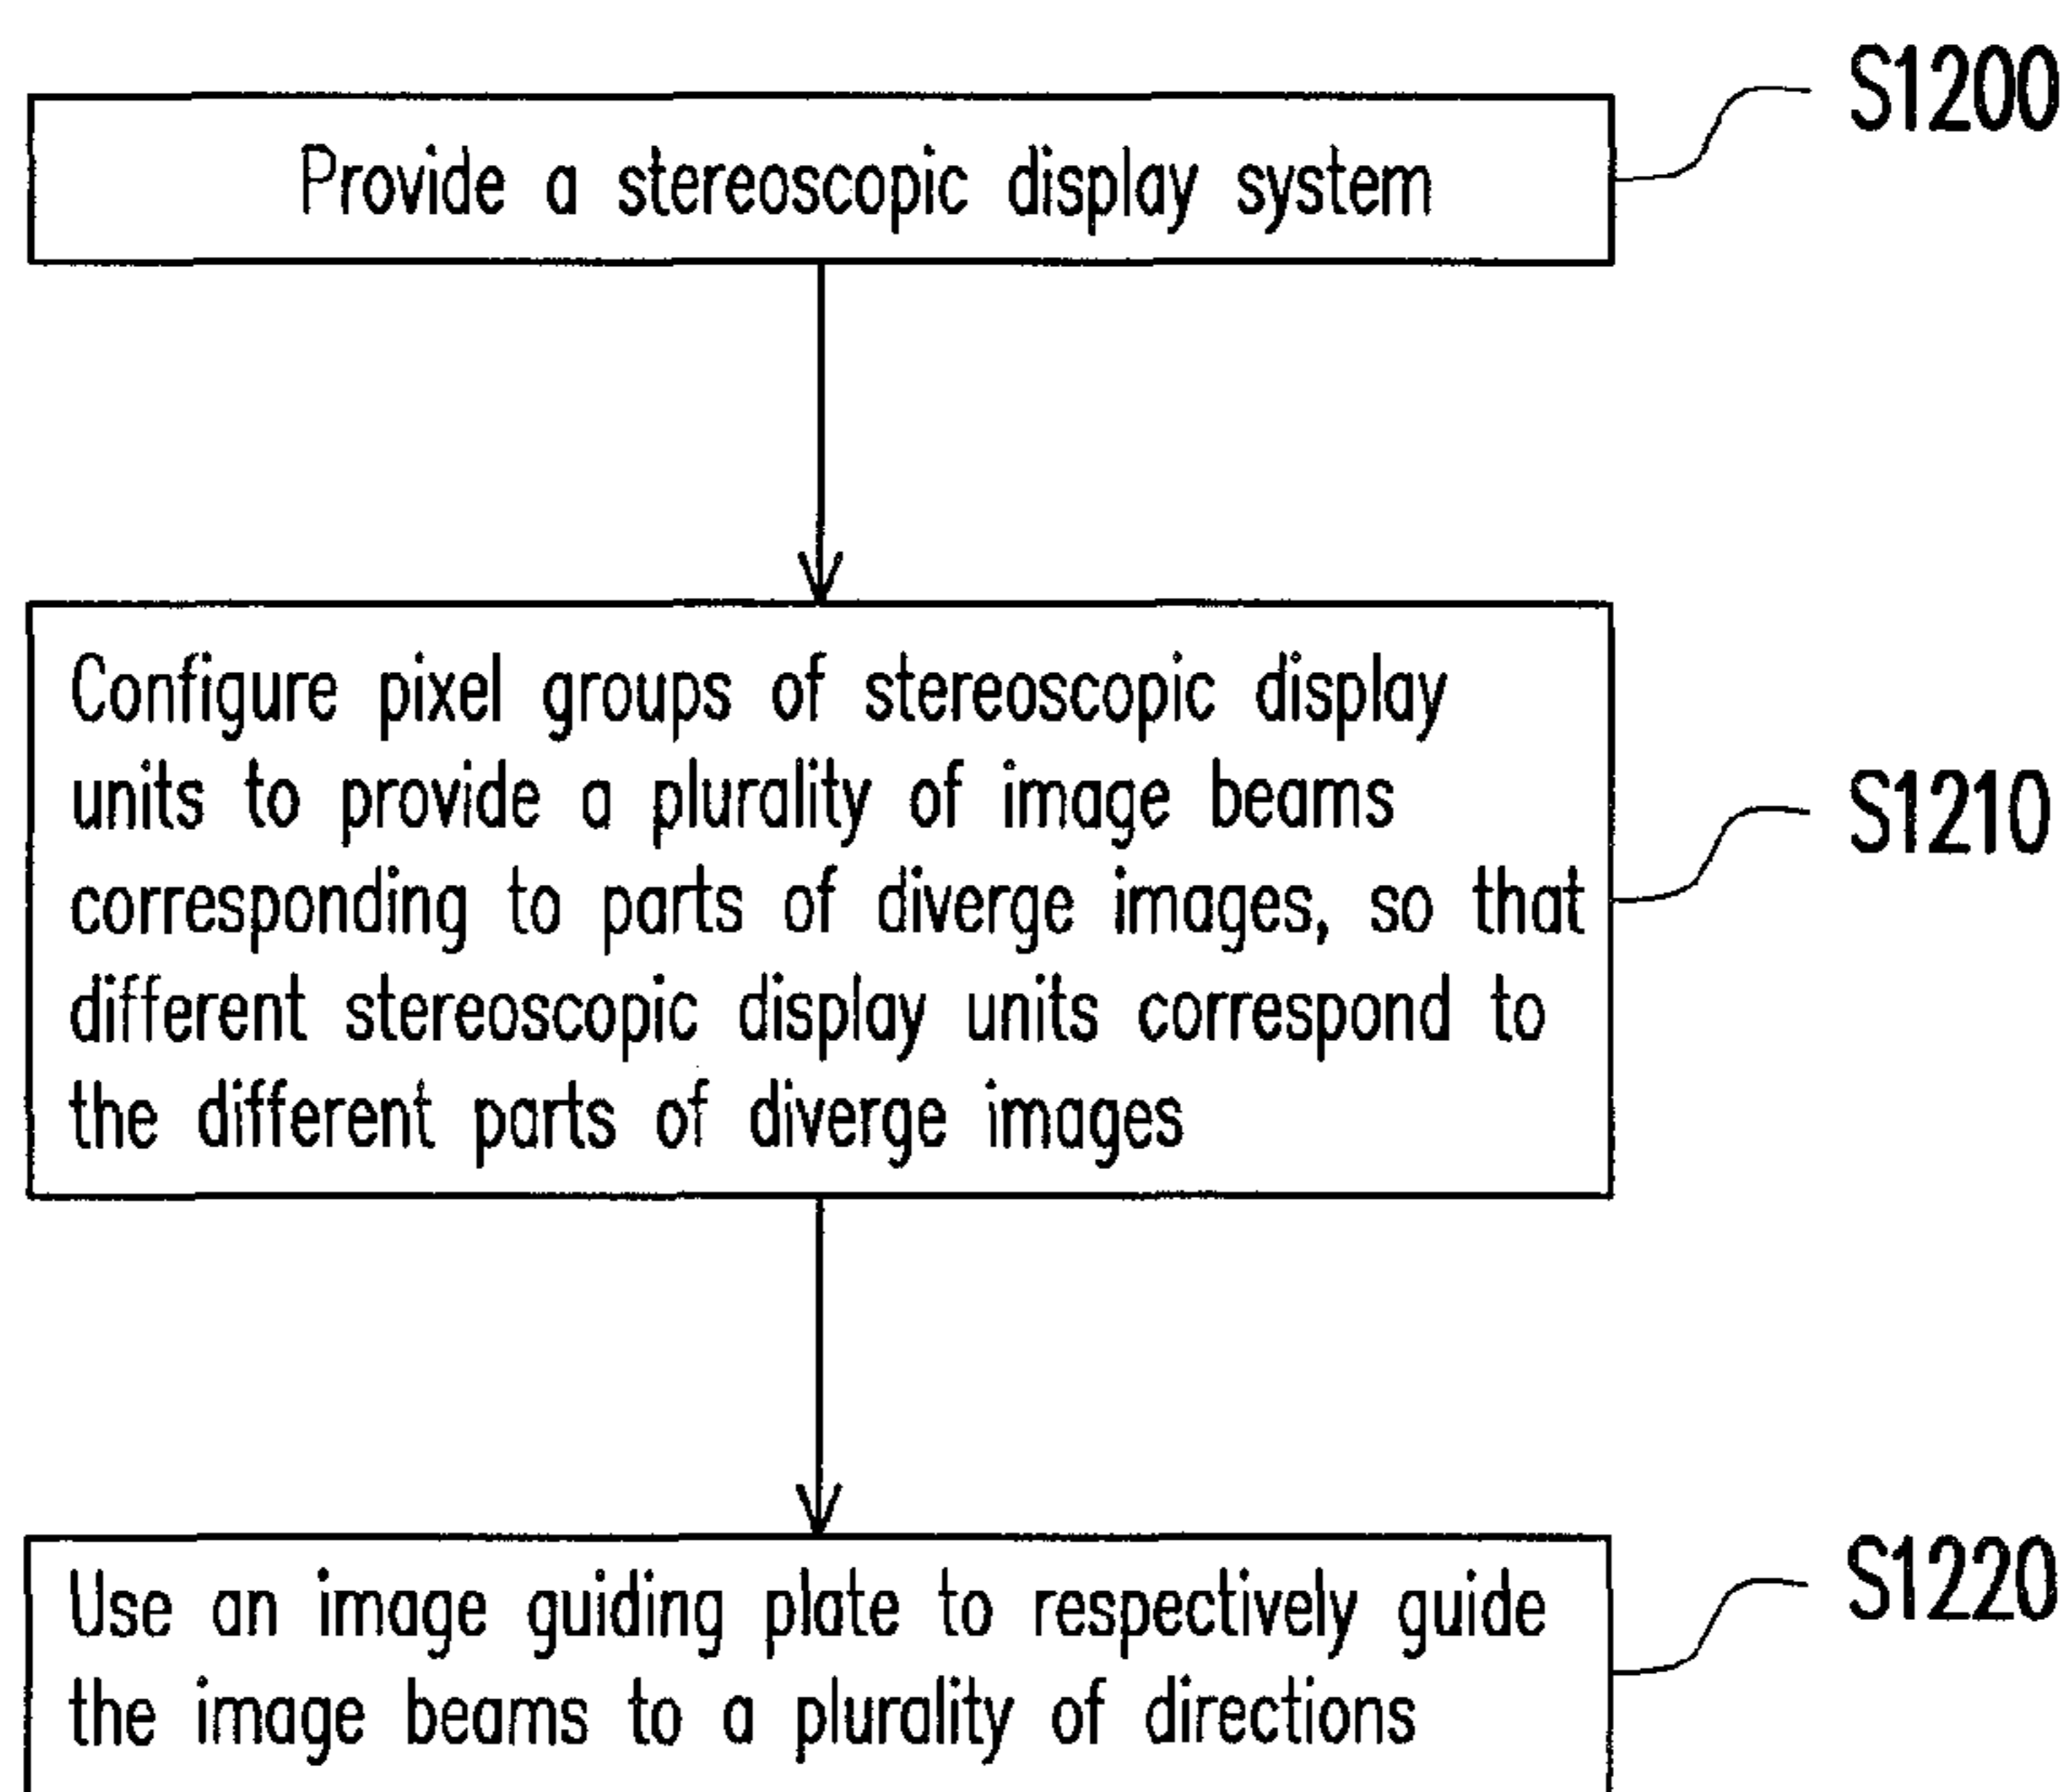 S1200
Provide a stereoscopic display system
Configure pixel groups of stereoscopic display
units to provide a plurality of image beams
corresponding to parts of diverge images, so that
different stereoscopic display units correspond to
the different parts of diverge images
S1210
Use an image guiding plate to respectively guide
the image beams to a plurality of directions
S1220